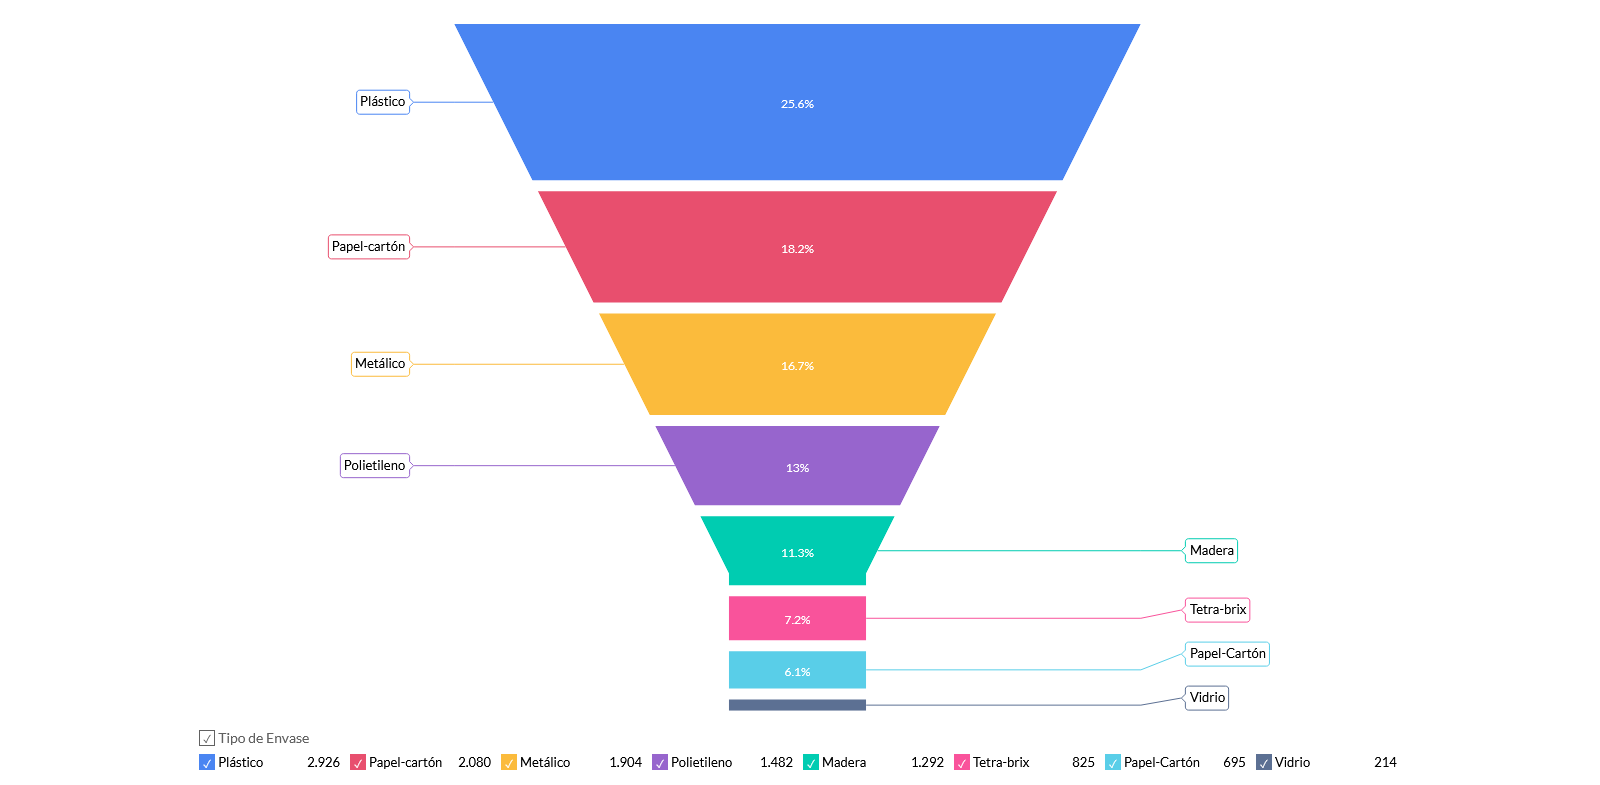 25.6%
Plástico
18.2%
Papel-cartón
16.7%
Metálico
13%
Polietileno
11.3%
Madera
7.2%
Tetra-brix
6.1%
Papel-Cartón
Vidrio
Tipo de Envase
Plástico 2.926 Papel-cartón 2.080 Metálico 1.904 Polietileno 1.482 Madera 1.292 Tetra-brix 825 Papel-Cartón 695 Vidrio 214